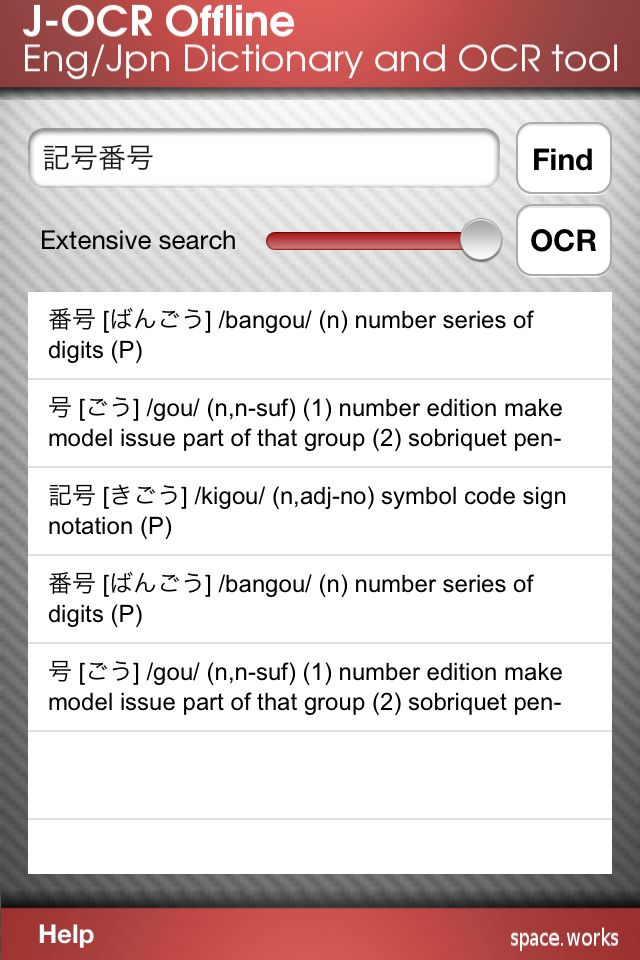 J-OCR Offline
Eng/Jpn Dictionary and OCR tool
記号番号
Find
Extensive search
OCR
番号 [ばんごう] /bangou/ (n) number series of
digits (P)
号 [ごう] /gou/ (n,n-suf) (1) number edition make
model issue part of that group (2) sobriquet pen-
記号 [きごう] /kigou/ (n,adj-no) symbol code sign
notation (P)
番号 [ばんごう] /bangou/ (n) number series of
digits (P)
号 [ごう] /gou/ (n,n-suf) (1) number edition make
model issue part of that group (2) sobriquet pen-
Help
space.works